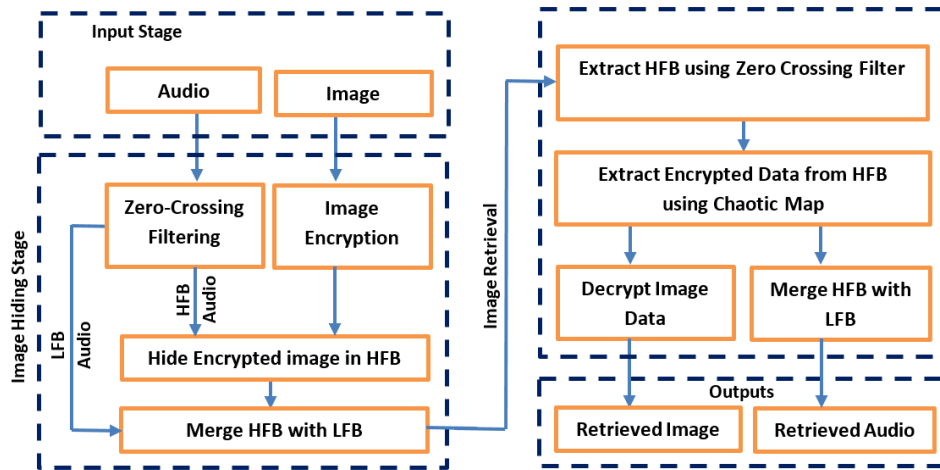 Input Stage
Audio
Image
Image Hiding Stage
Zero-Crossing
Filtering
Image
Encryption
LFB
Audio
HFB
Audio
Hide Encrypted image in HFB
Merge HFB with LFB
Image Retrieval
Extract HFB using Zero Crossing Filter
Extract Encrypted Data from HFB
using Chaotic Map
Decrypt Image
Data
Merge HFB with
LFB
Outputs
Retrieved Image
Retrieved Audio